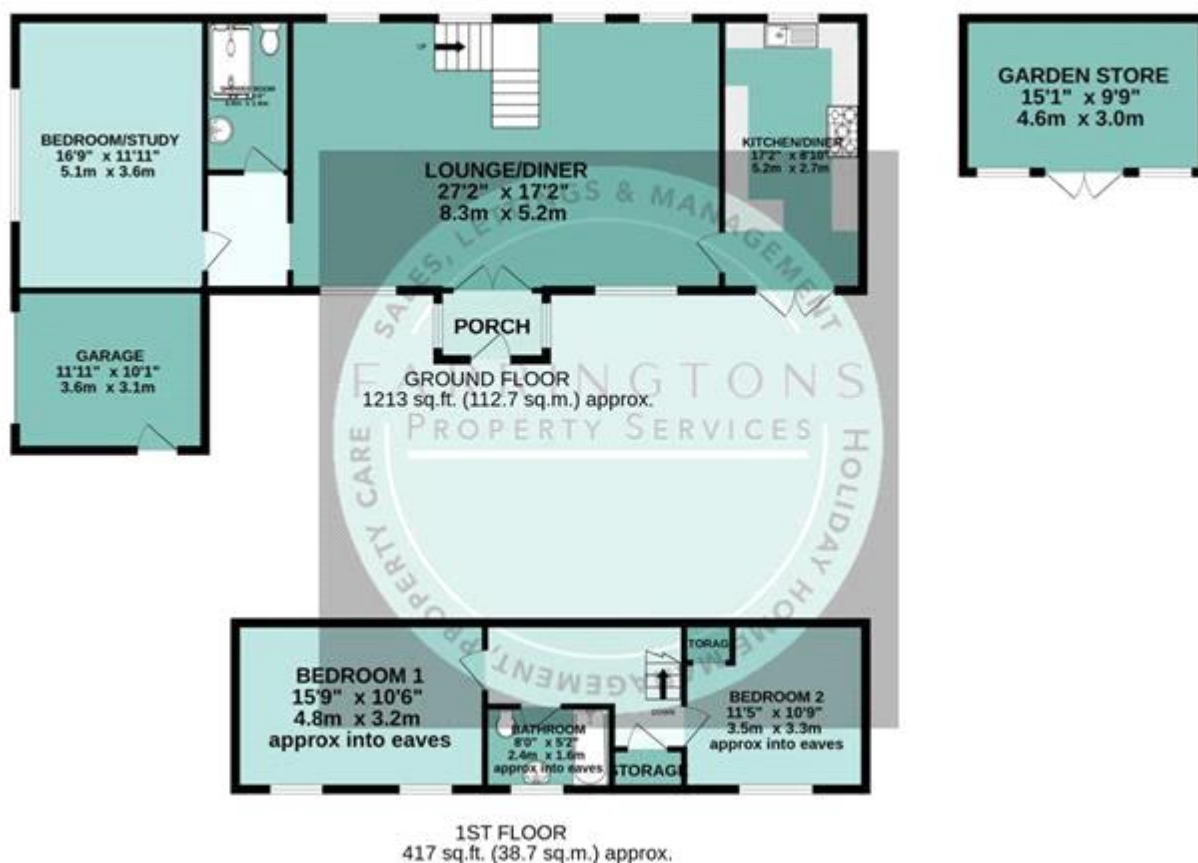 BEDROOM/STUDY
16'9" x 11'11"
5.1m x 3.6m
UP
LOUNGE/DINER
27'2" x 17'2"
8.3m x 5.2m
KITCHEN/DINER
17'2" x 8'10"
5.2m x 2.7m
GARDEN STORE
15'1" x 9'9"
4.6m x 3.0m
GARAGE
11'11" x 10'1"
3.6m x 3.1m
PORCH
GROUND FLOOR
1213 sq.ft. (112.7 sq.m.) approx.
SALES, LETTINGS & MANAGEMENT
FARRINGTONS
PROPERTY SERVICES
HOLIDAY HOME MANAGEMENT, PROPERTY CARE
BEDROOM 1
15'9" x 10'6"
4.8m x 3.2m
approx into eaves
BATHROOM
8'0" x 5'2"
2.4m x 1.6m
approx into eaves
DOWN
STORAGE
TORAG
BEDROOM 2
11'5" x 10'9"
3.5m x 3.3m
approx into eaves
1ST FLOOR
417 sq.ft. (38.7 sq.m.) approx.